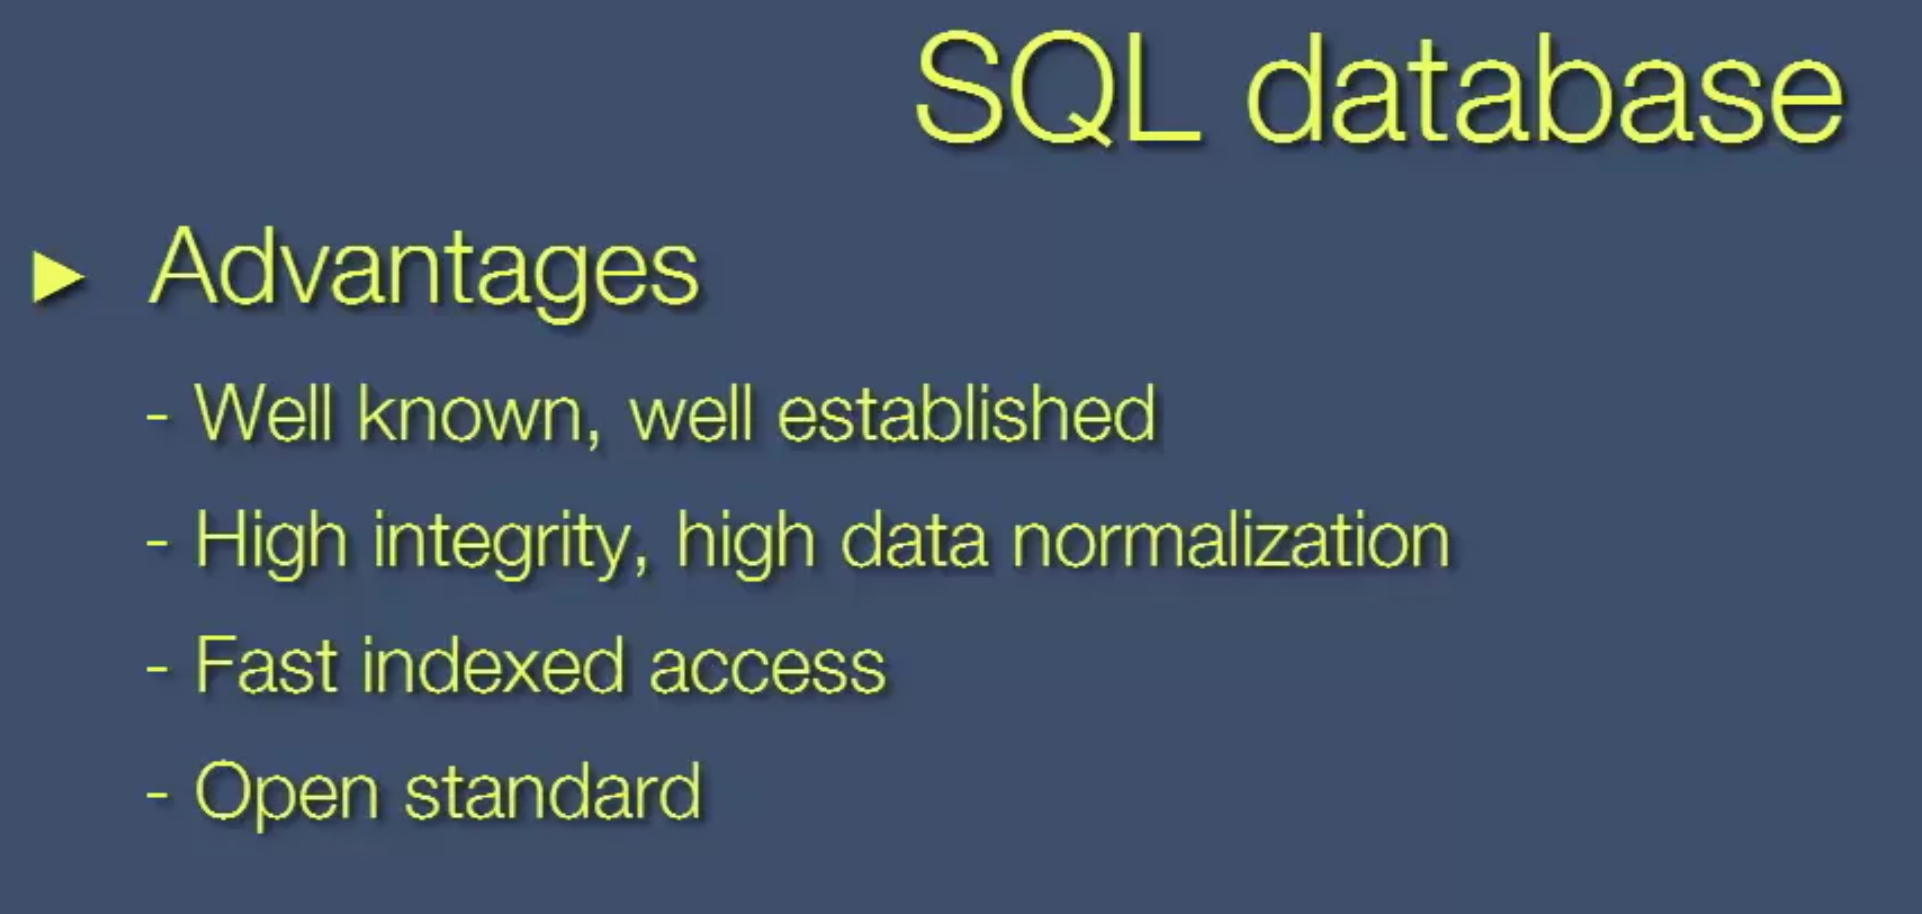 SQL database
► Advantages
- Well known, well established
- High integrity, high data normalization
- Fast indexed access
- Open standard